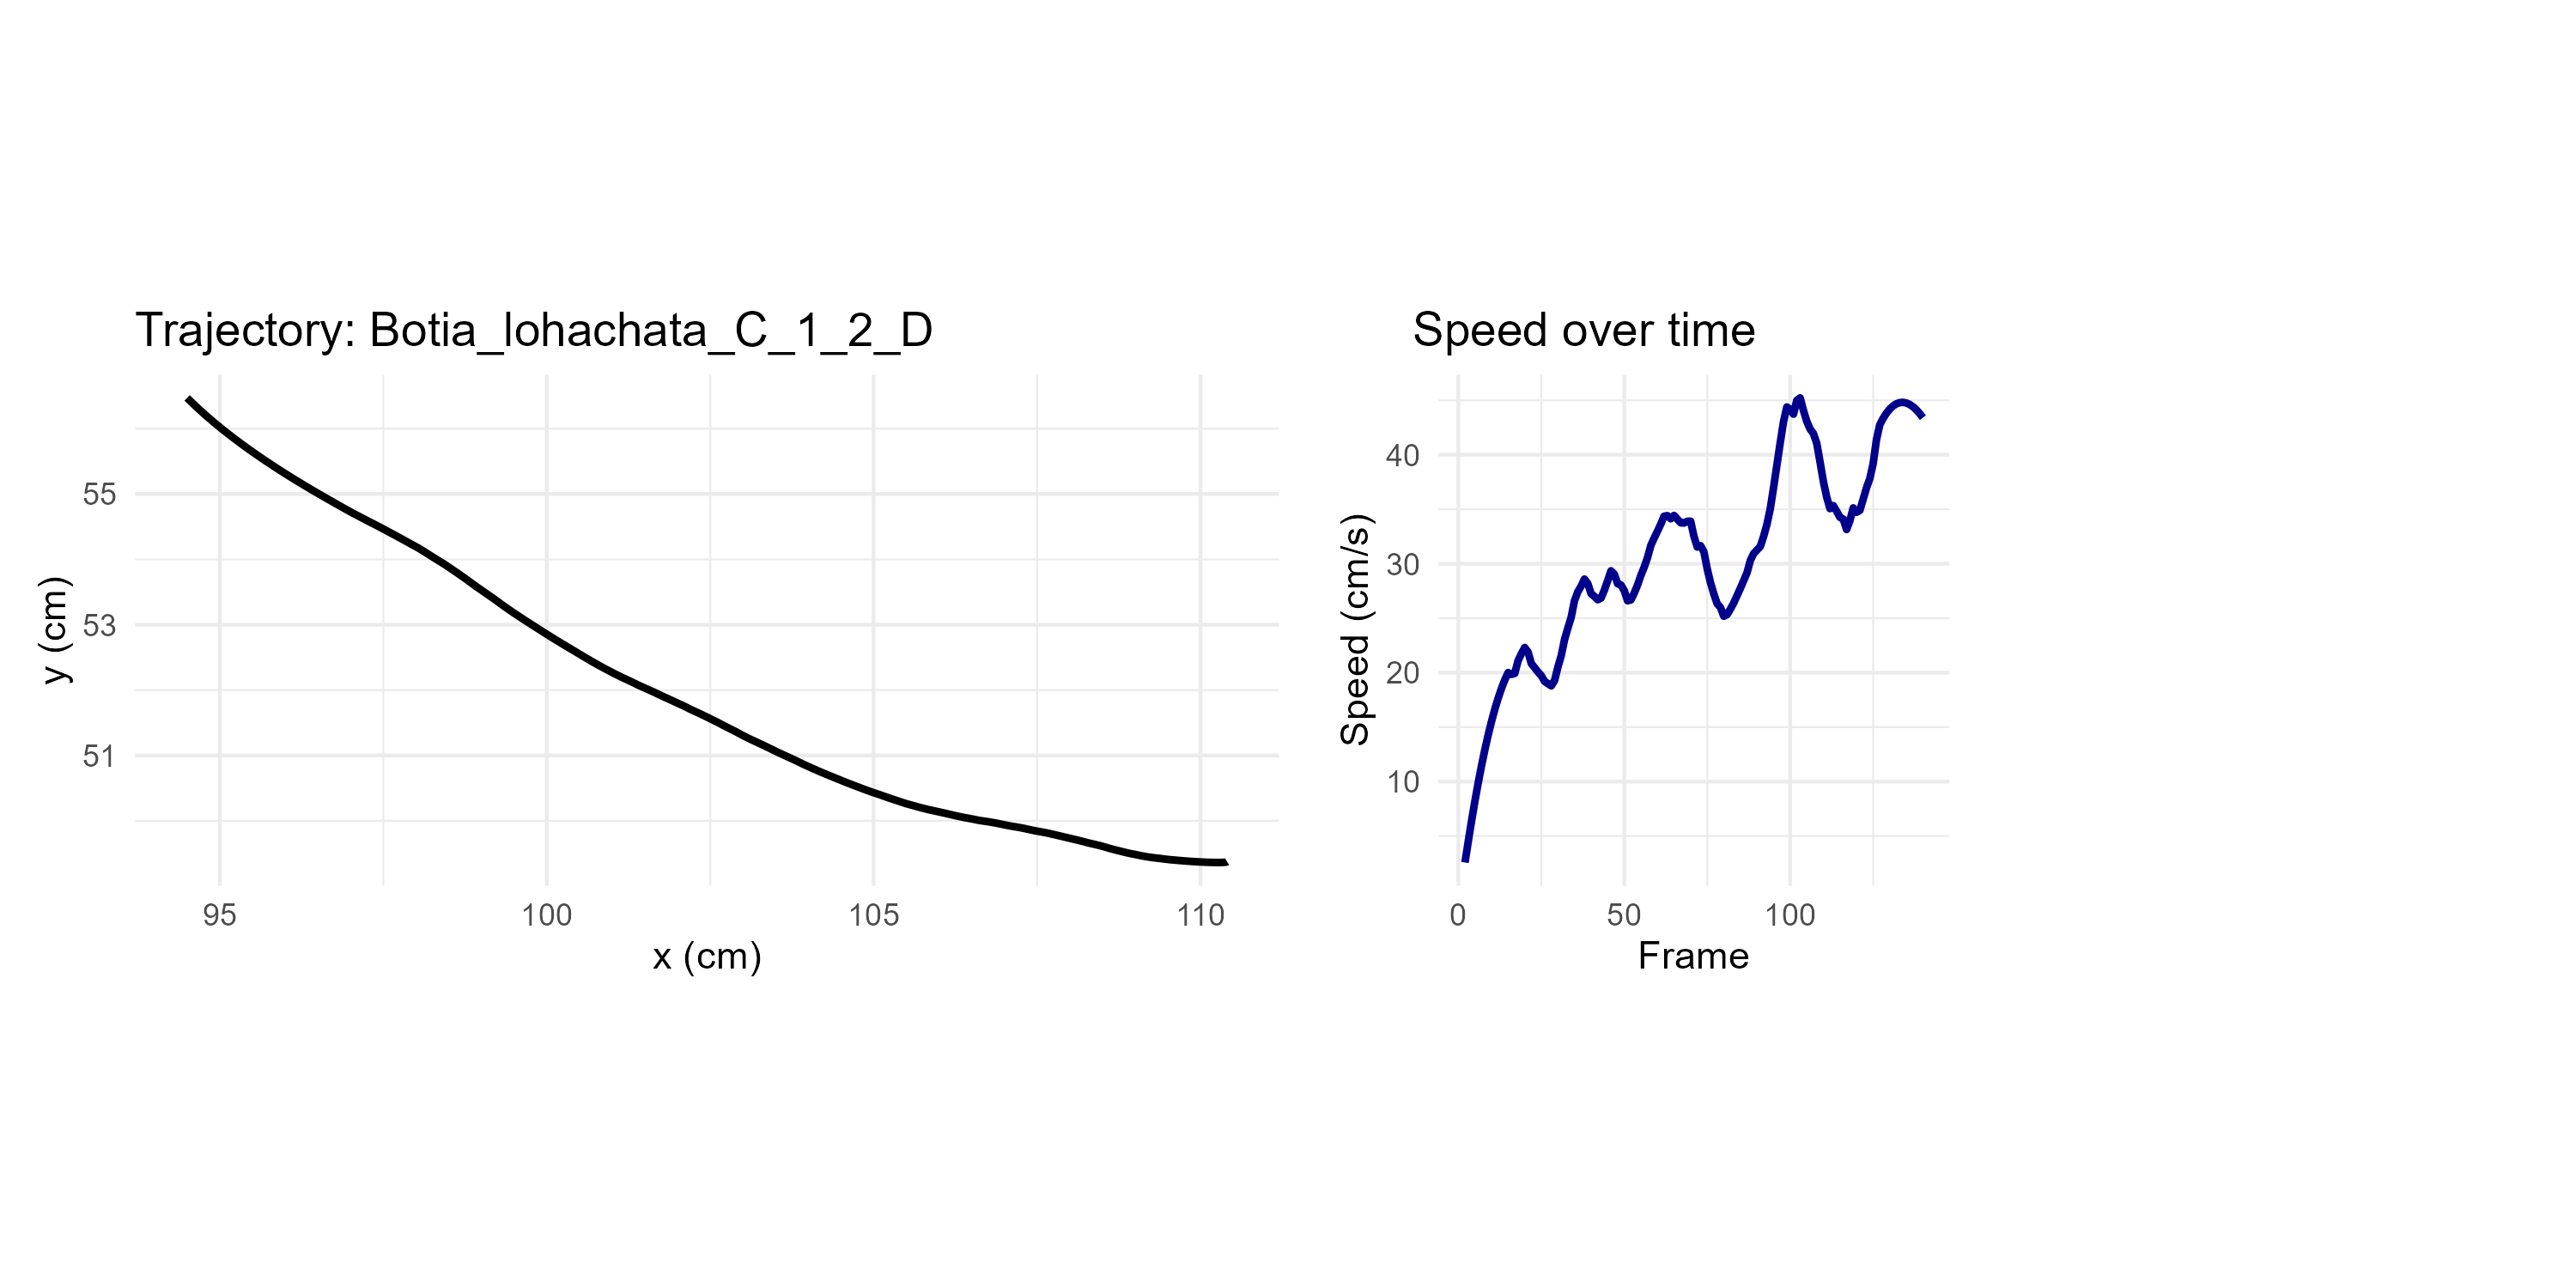 Trajectory: Botia_lohachata_C_1_2_D
y (cm)
55
53
51
95 100 105 110
x (cm)
Speed over time
Speed (cm/s)
40
30
20
10
0 50 100
Frame